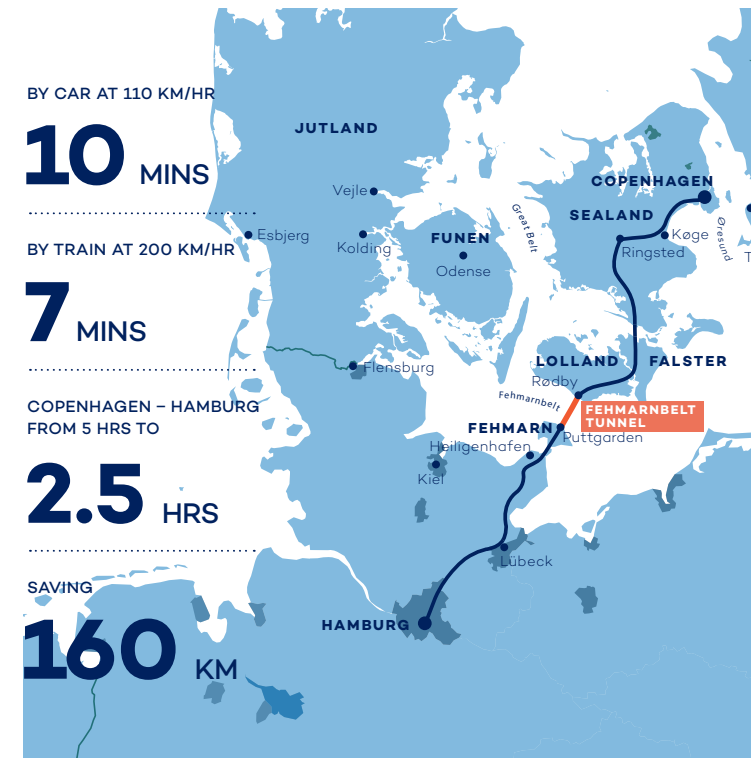 BY CAR AT 110 KM/HR
10 MINS
BY TRAIN AT 200 KM/HR
7 MINS
COPENHAGEN – HAMBURG
FROM 5 HRS TO
2.5 HRS
SAVING
160 KM
JUTLAND
Vejle
Esbjerg
Kolding
FUNEN
Odense
Great Belt
COPENHAGEN
SEALAND
Køge
Ringsted
Øresund
T
Flensburg
LOLLAND
FALSTER
Rødby
Fehmarnbelt
FEHMARNBELT
TUNNEL
FEHMARN
Puttgarden
Heiligenhafen
Kiel
Lübeck
HAMBURG